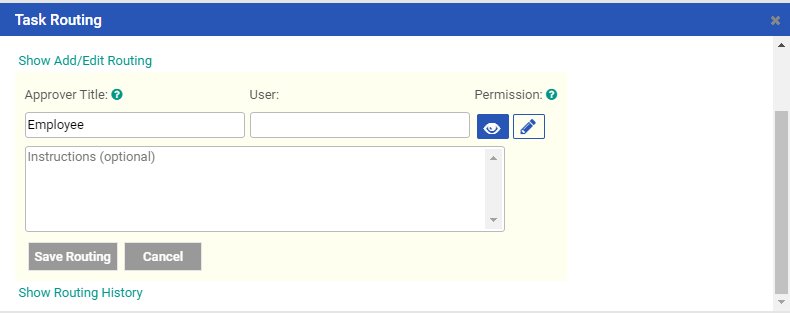 Task Routing
Show Add/Edit Routing
Approver Title: User: Permission:
Employee
Instructions (optional)
Save Routing Cancel
Show Routing History